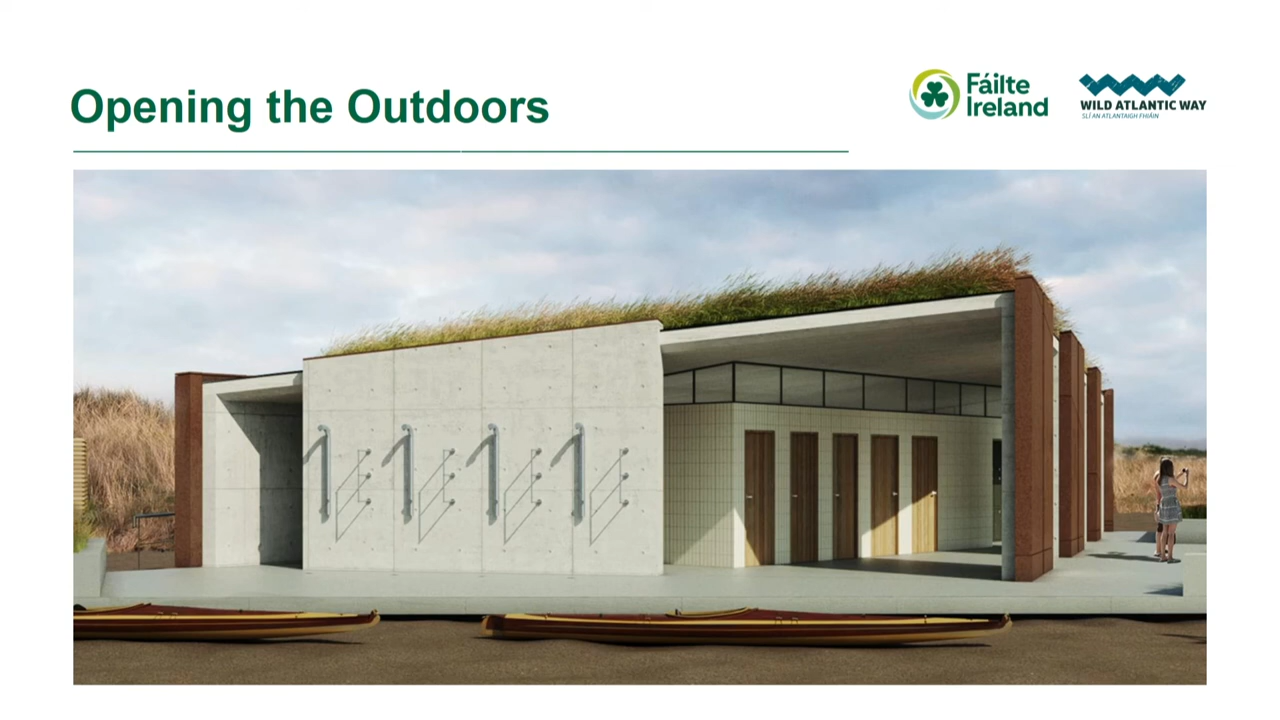 Opening the Outdoors
Fáilte
Ireland
WILD ATLANTIC WAY
SLÍ AN ATLANTAIGH FHIÁIN